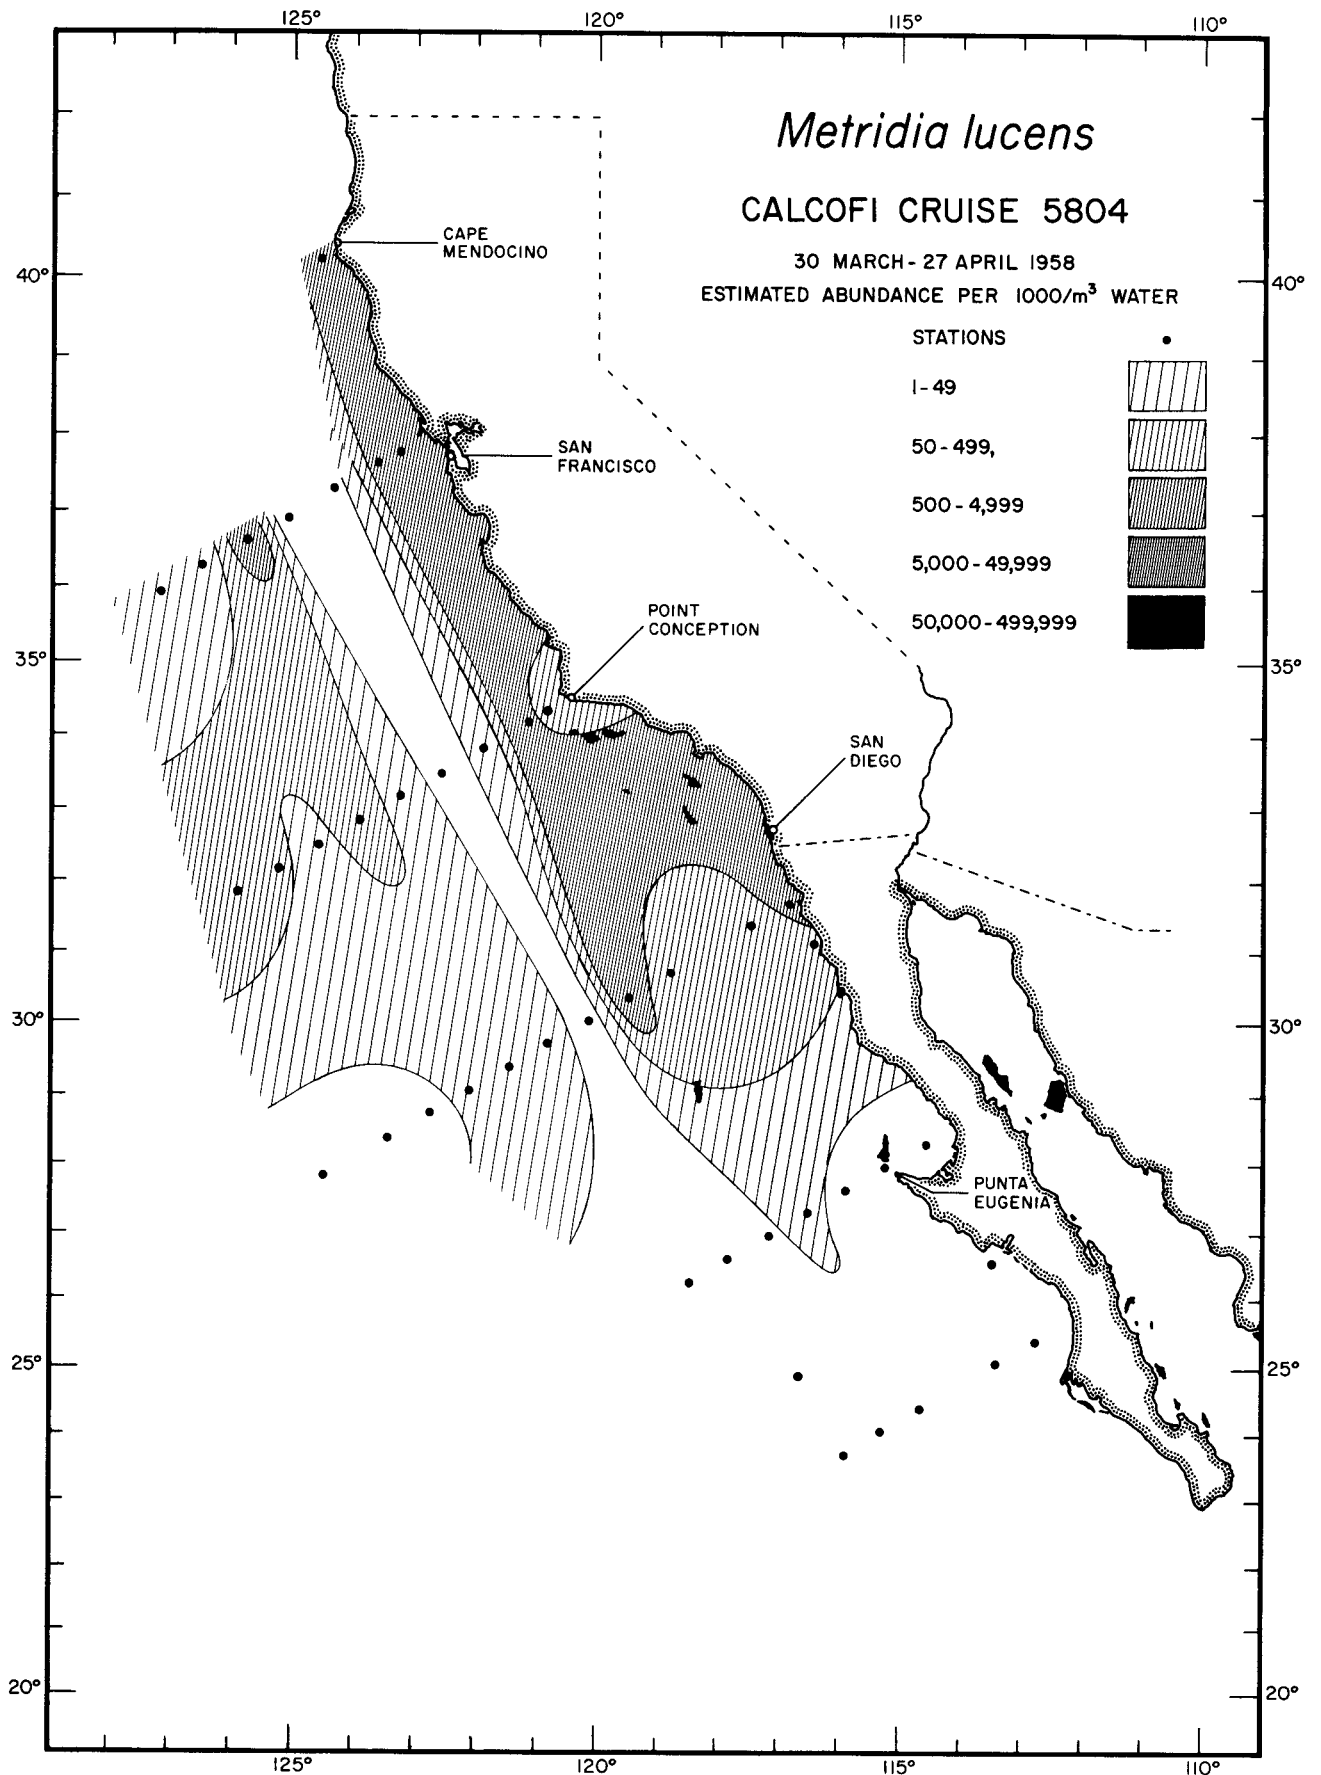 125° 120° 115° 110°
Metridia lucens
CALCOFI CRUISE 5804
30 MARCH - 27 APRIL 1958
ESTIMATED ABUNDANCE PER 1000/m³ WATER
STATIONS
1-49
50-499,
500-4,999
5,000-49,999
50,000-499,999
CAPE
MENDOCINO
40° 40°
SAN
FRANCISCO
POINT
CONCEPTION
35° 35°
SAN
DIEGO
30° 30°
PUNTA
EUGENIA
25° 25°
20° 20°
125° 120° 115° 110°